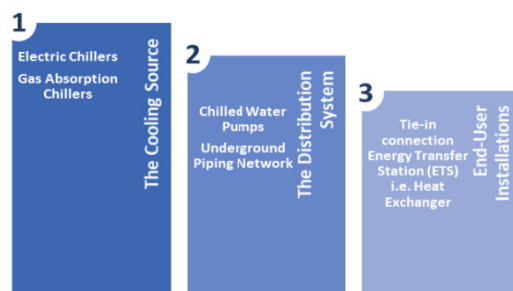 1
Electric Chillers
Gas Absorption
Chillers
The Cooling Source
2
Chilled Water
Pumps
Underground
Piping Network
The Distribution
System
3
Tie-in
connection
Energy Transfer
Station (ETS)
i.e. Heat
Exchanger
End-User
Installations